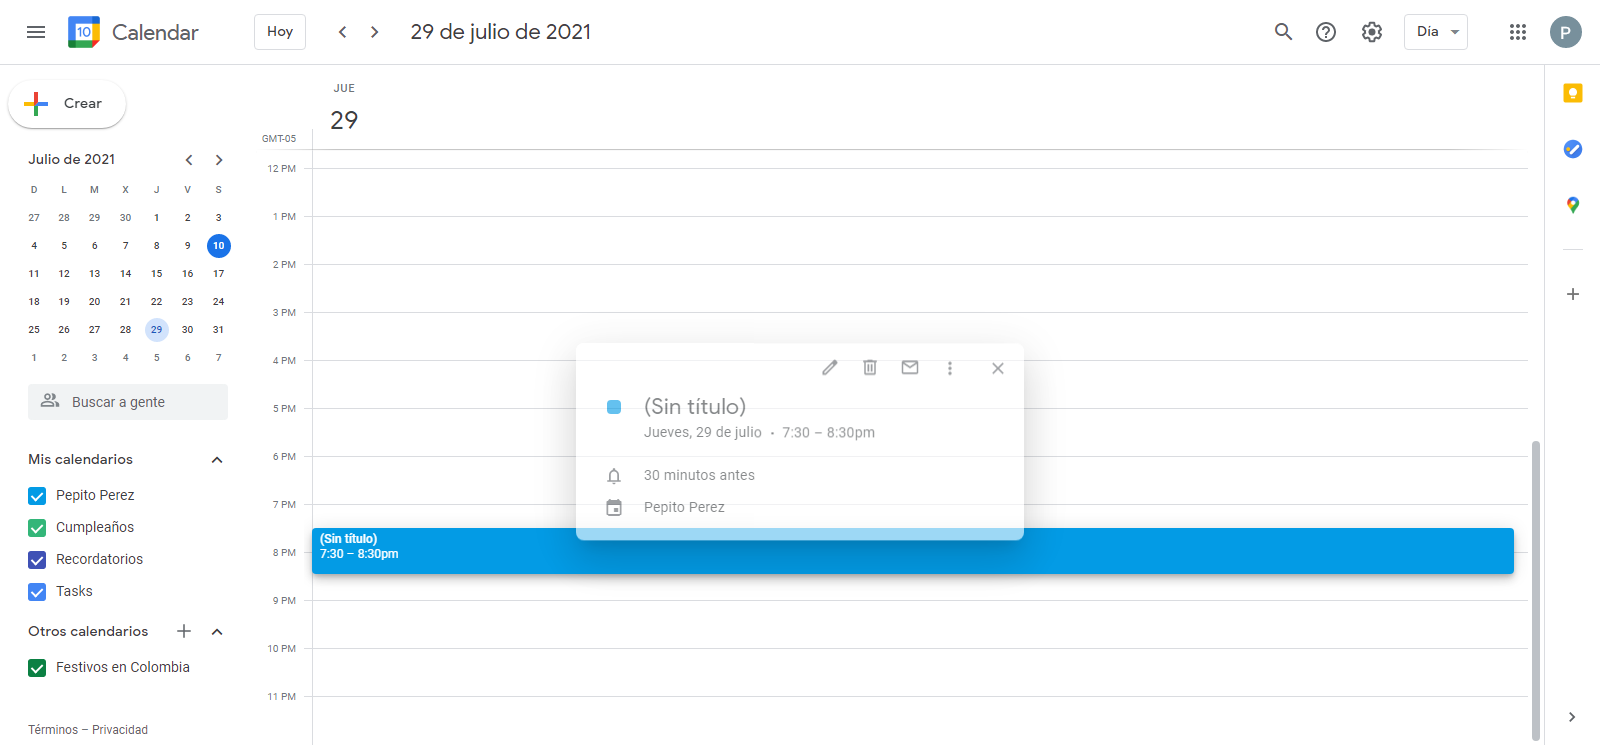 10 Calendar
Hoy
29 de julio de 2021
Día
P
Crear
Julio de 2021
D L M X J V S
27 28 29 30 1 2 3
4 5 6 7 8 9 10
11 12 13 14 15 16 17
18 19 20 21 22 23 24
25 26 27 28 29 30 31
1 2 3 4 5 6 7
Buscar a gente
Mis calendarios
Pepito Perez
Cumpleaños
Recordatorios
Tasks
Otros calendarios
Festivos en Colombia
Términos – Privacidad
JUE
29
GMT-05
12 PM
1 PM
2 PM
3 PM
4 PM
5 PM
6 PM
7 PM
8 PM
9 PM
10 PM
11 PM
(Sin título)
Jueves, 29 de julio • 7:30 – 8:30pm
30 minutos antes
Pepito Perez
(Sin título)
7:30 – 8:30pm